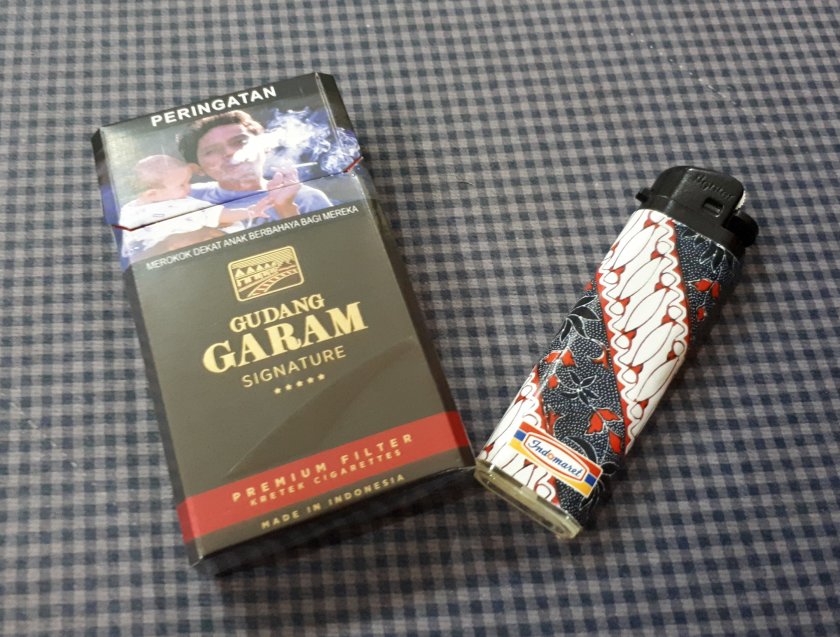 PERINGATAN
MEROKOK DEKAT ANAK BERBAHAYA BAGI MEREKA
GUDANG
GARAM
SIGNATURE
PREMIUM FILTER
KRETEK CIGARETTES
MADE IN INDONESIA
Indomaret